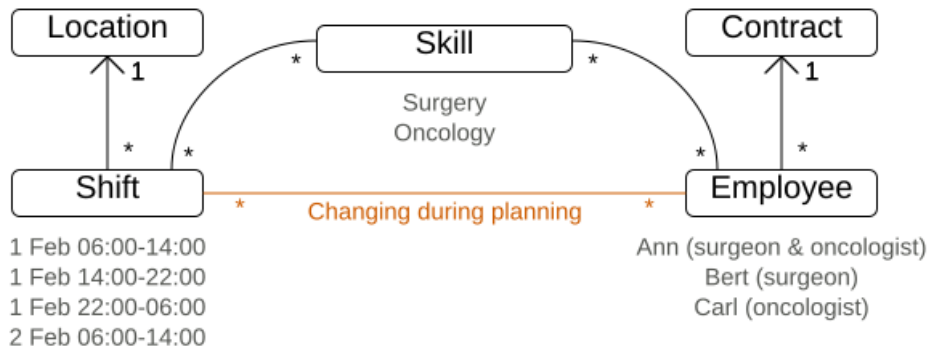 Location
Skill
Contract
* * 
1 1
Surgery
Oncology
* * * *
Shift
Employee
* Changing during planning *
1 Feb 06:00-14:00
1 Feb 14:00-22:00
1 Feb 22:00-06:00
2 Feb 06:00-14:00
Ann (surgeon & oncologist)
Bert (surgeon)
Carl (oncologist)